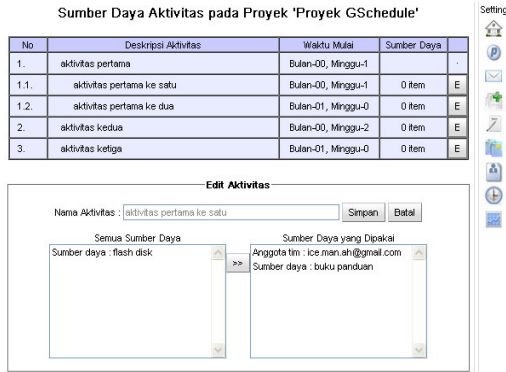 Sumber Daya Aktivitas pada Proyek 'Proyek GSchedule'
Setting
No Deskripsi Aktivitas Waktu Mulai Sumber Daya
1. aktivitas pertama Bulan-00, Minggu-1 -
1.1. aktivitas pertama ke satu Bulan-00, Minggu-1 0 item E
1.2. aktivitas pertama ke dua Bulan-01, Minggu-0 0 item E
2. aktivitas kedua Bulan-00, Minggu-2 0 item E
3. aktivitas ketiga Bulan-01, Minggu-0 0 item E
Edit Aktivitas
Nama Aktivitas : aktivitas pertama ke satu Simpan Batal
Semua Sumber Daya Sumber Daya yang Dipakai
Sumber daya : flash disk >> Anggota tim : ice.man.ah@gmail.com
Sumber daya : buku panduan